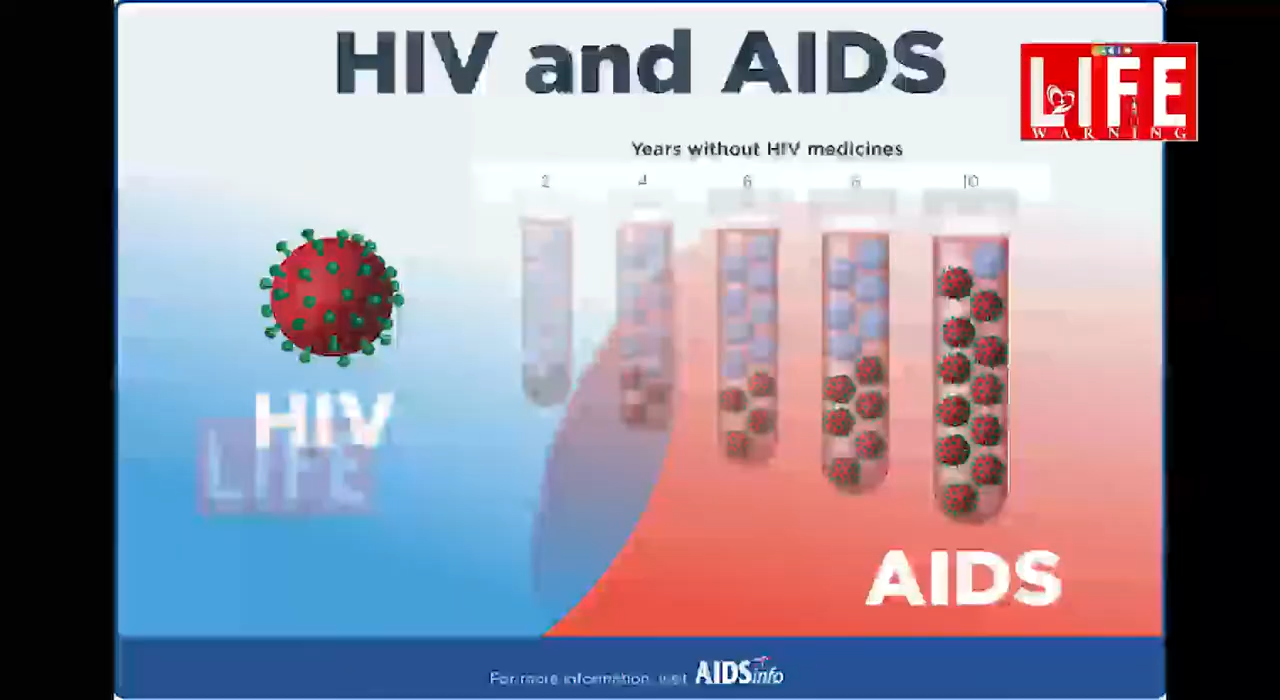 HIV and AIDS
LIFE
WARNING
Years without HIV medicines
2 4 6 8 10
HIV
LIFE
AIDS
For more information, visit AIDSinfo